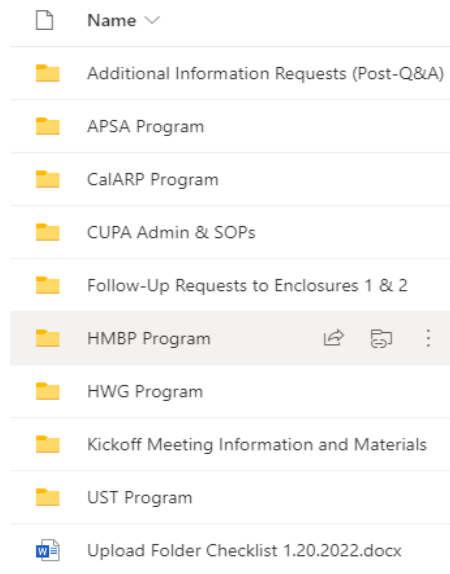 Name
Additional Information Requests (Post-Q&A)
APSA Program
CalARP Program
CUPA Admin & SOPs
Follow-Up Requests to Enclosures 1 & 2
HMBP Program
HWG Program
Kickoff Meeting Information and Materials
UST Program
Upload Folder Checklist 1.20.2022.docx